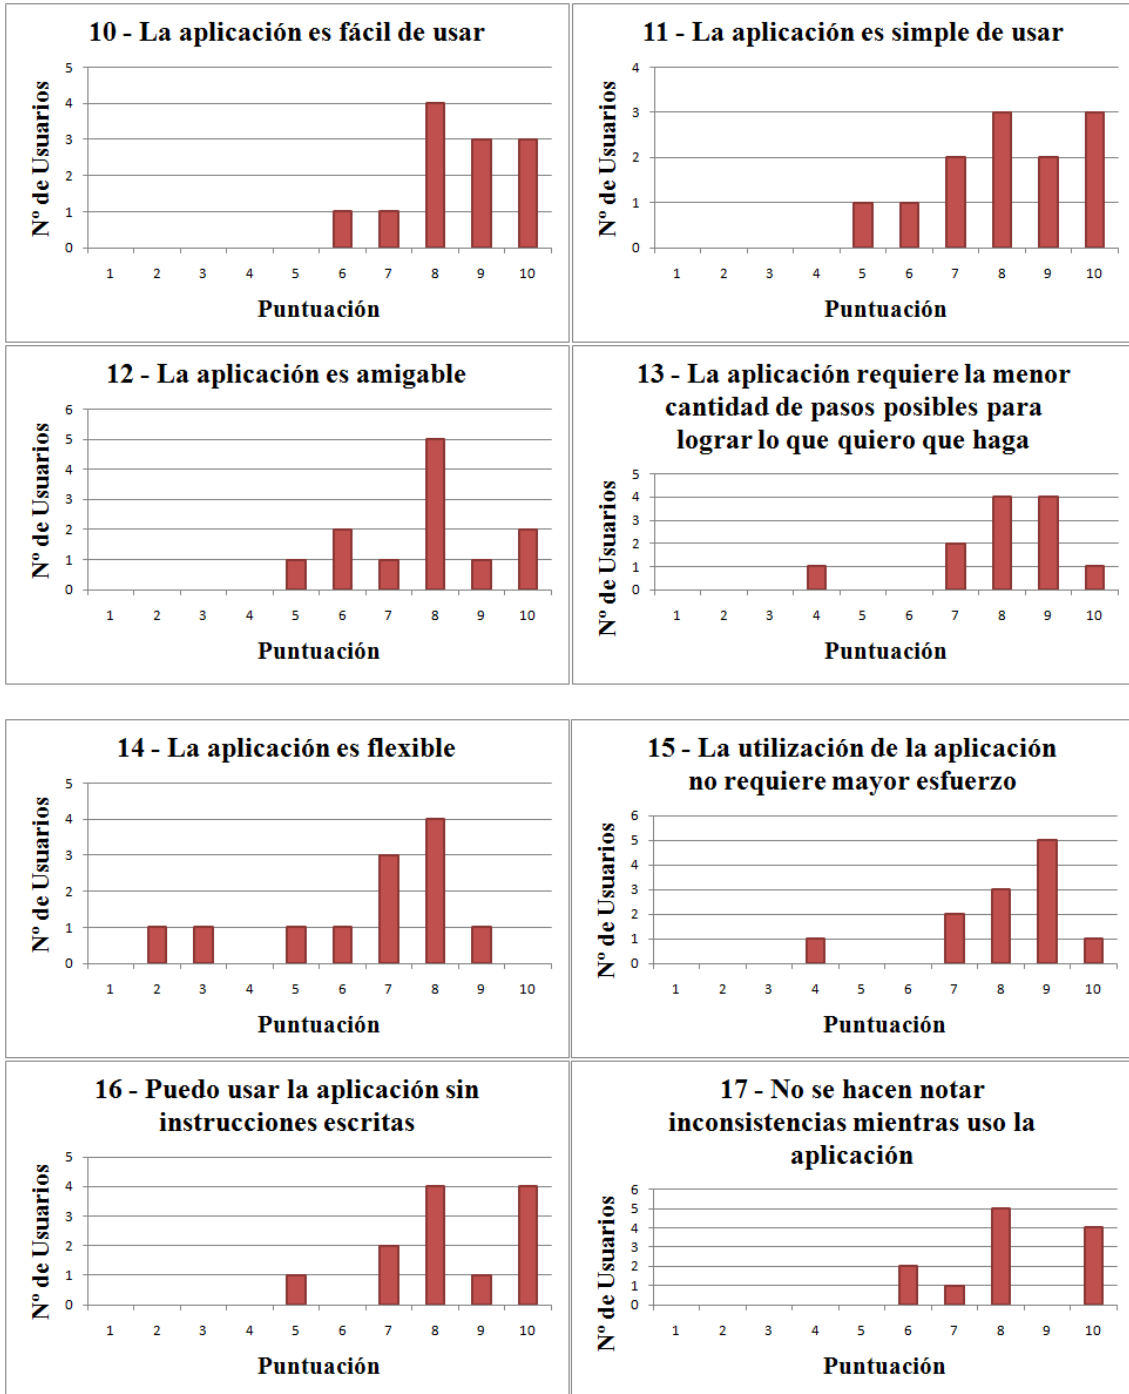 10 - La aplicación es fácil de usar
5
4
3
2
1
0
Nº de Usuarios
1 2 3 4 5 6 7 8 9 10
Puntuación
11 - La aplicación es simple de usar
4
3
2
1
0
Nº de Usuarios
1 2 3 4 5 6 7 8 9 10
Puntuación
12 - La aplicación es amigable
6
5
4
3
2
1
0
Nº de Usuarios
1 2 3 4 5 6 7 8 9 10
Puntuación
13 - La aplicación requiere la menor
cantidad de pasos posibles para
lograr lo que quiero que haga
5
4
3
2
1
0
Nº de Usuarios
1 2 3 4 5 6 7 8 9 10
Puntuación
14 - La aplicación es flexible
5
4
3
2
1
0
Nº de Usuarios
1 2 3 4 5 6 7 8 9 10
Puntuación
15 - La utilización de la aplicación
no requiere mayor esfuerzo
6
5
4
3
2
1
0
Nº de Usuarios
1 2 3 4 5 6 7 8 9 10
Puntuación
16 - Puedo usar la aplicación sin
instrucciones escritas
5
4
3
2
1
0
Nº de Usuarios
1 2 3 4 5 6 7 8 9 10
Puntuación
17 - No se hacen notar
inconsistencias mientras uso la
aplicación
6
5
4
3
2
1
0
Nº de Usuarios
1 2 3 4 5 6 7 8 9 10
Puntuación